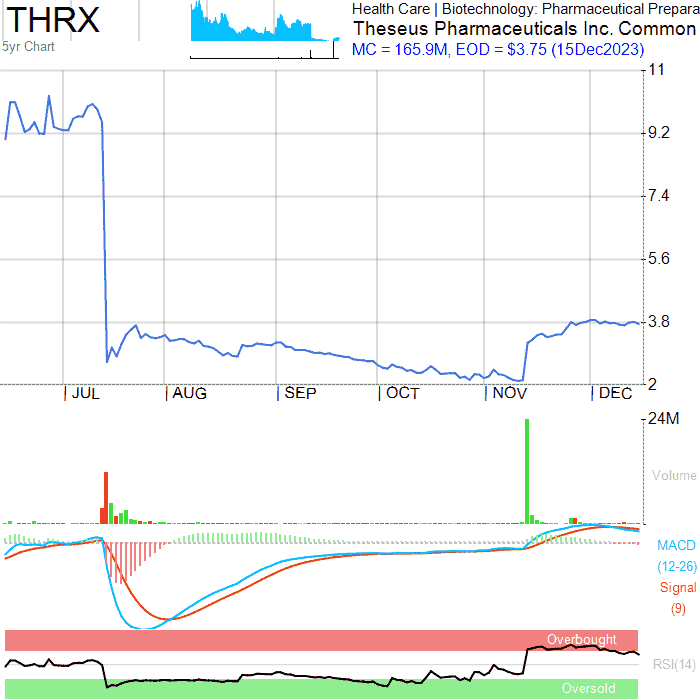 THRX
5yr Chart
Health Care | Biotechnology: Pharmaceutical Prepara
Theseus Pharmaceuticals Inc. Common
MC = 165.9M, EOD = $3.75 (15Dec2023)
11
9.2
7.4
5.6
3.8
2
JUL AUG SEP OCT NOV DEC
24M
Volume
MACD
(12-26)
Signal
(9)
Overbought
RSI(14)
Oversold